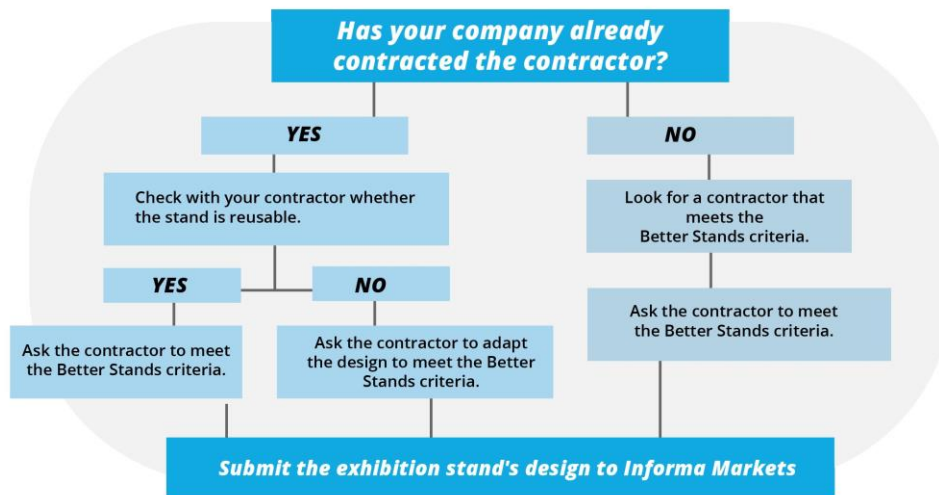 Has your company already
contracted the contractor?
YES
NO
Check with your contractor whether
the stand is reusable.
Look for a contractor that
meets the
Better Stands criteria.
YES
NO
Ask the contractor to meet
the Better Stands criteria.
Ask the contractor to adapt
the design to meet the Better
Stands criteria.
Ask the contractor to meet
the Better Stands criteria.
Submit the exhibition stand's design to Informa Markets